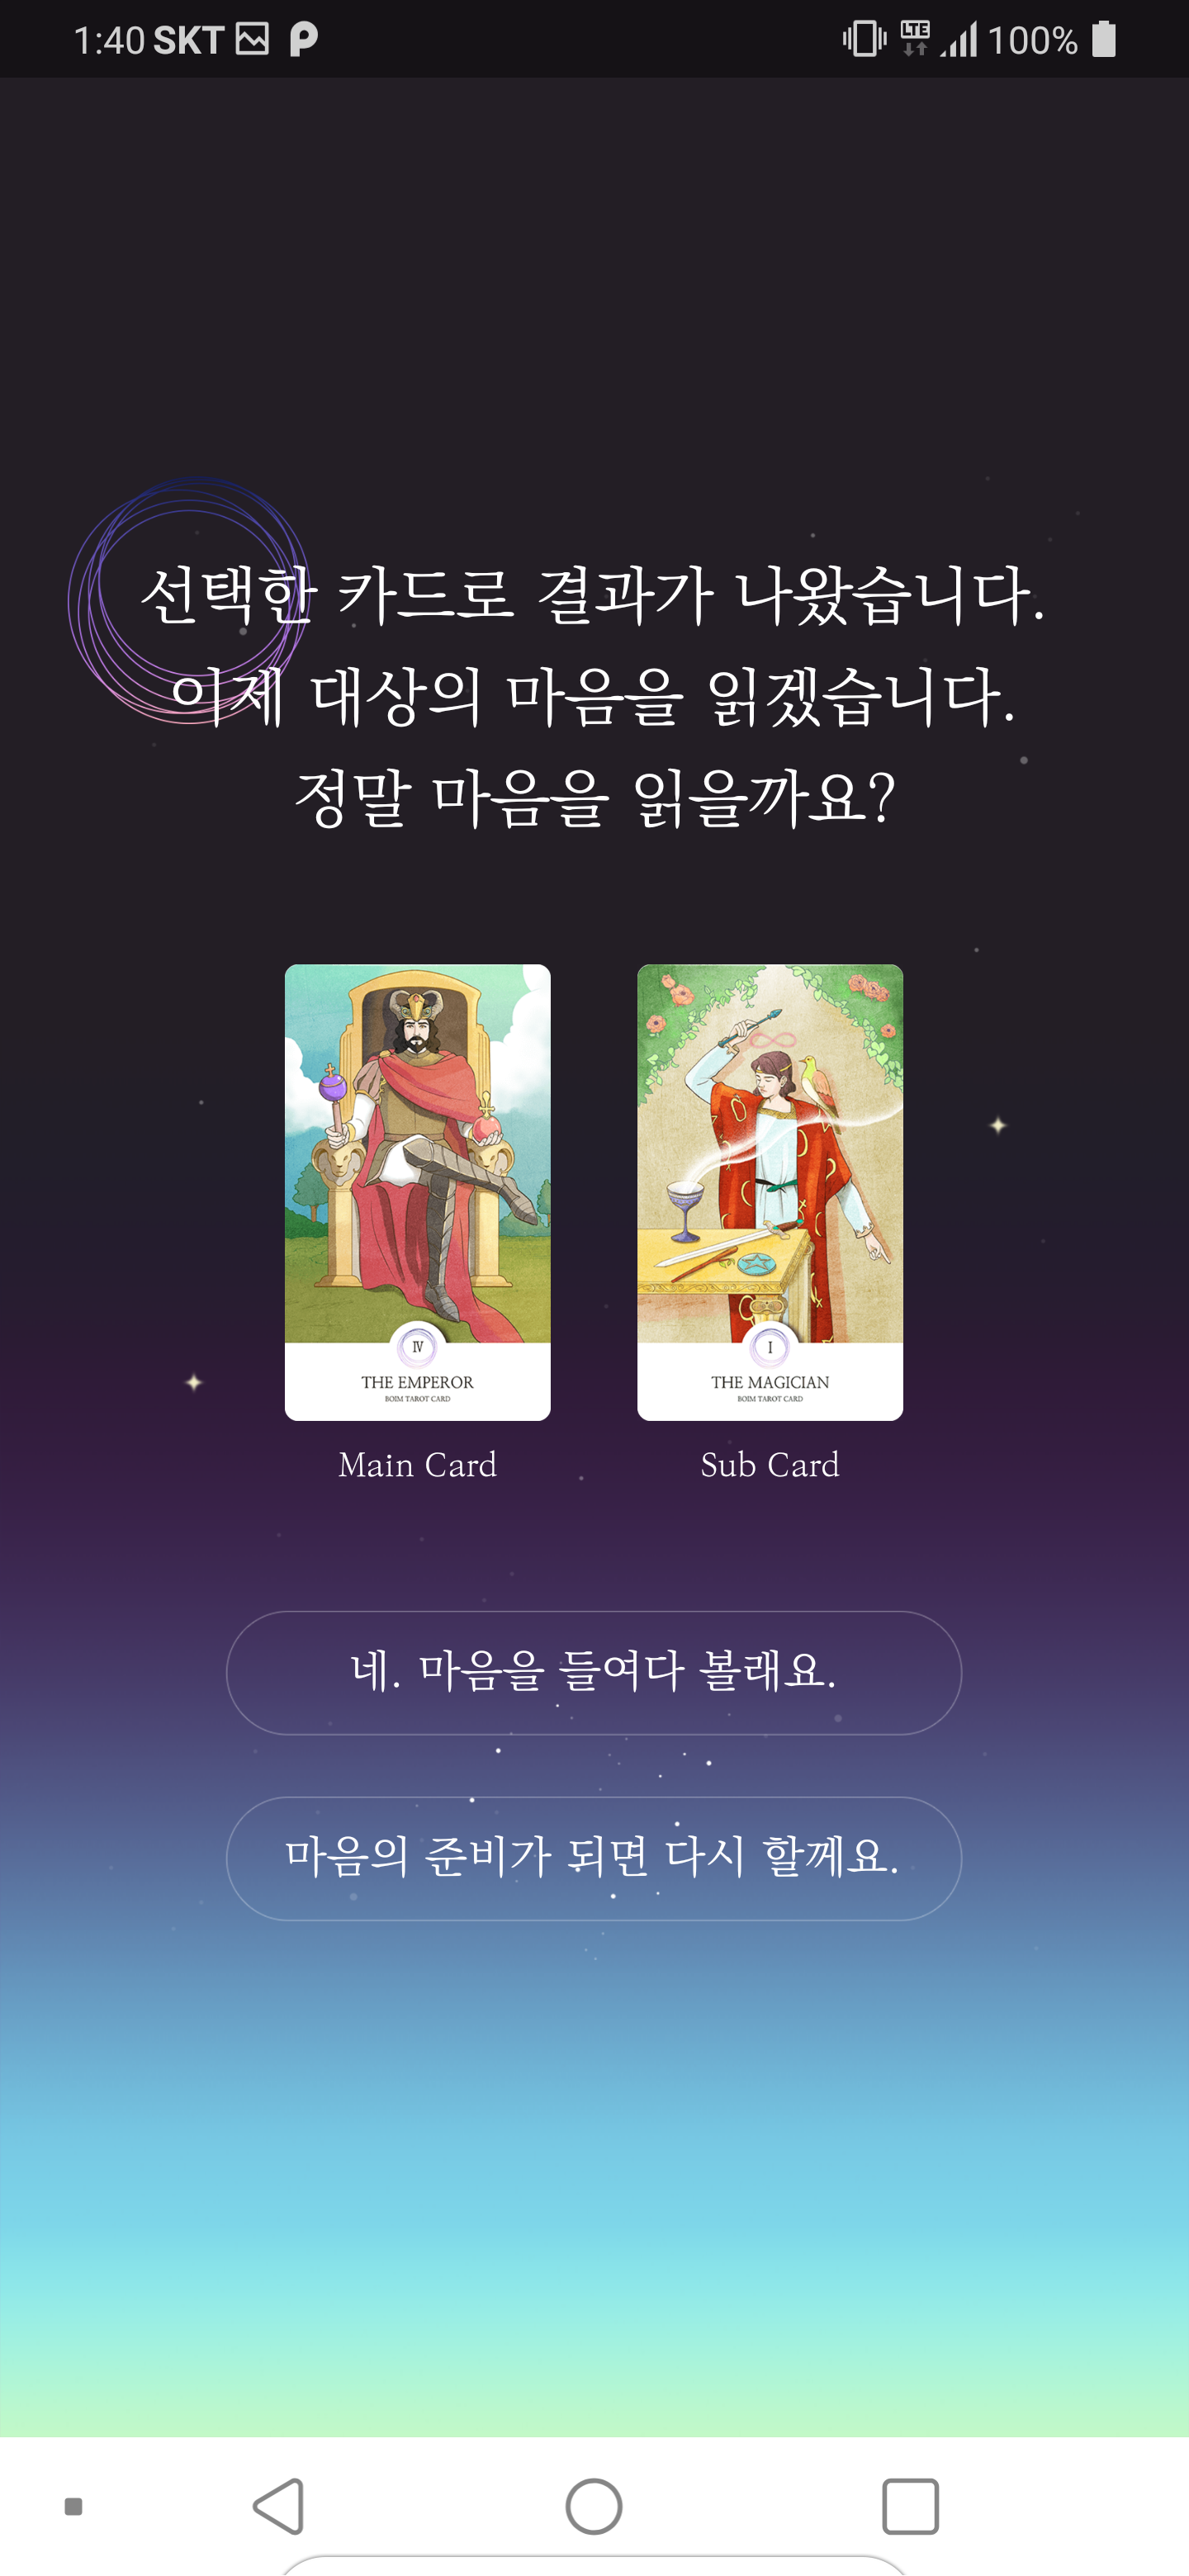 1:40 SKT LTE 100%
선택한 카드로 결과가 나왔습니다.
이제 대상의 마음을 읽겠습니다.
정말 마음을 읽을까요?
IV
THE EMPEROR
BOIM TAROT CARD
I
THE MAGICIAN
BOIM TAROT CARD
Main Card
Sub Card
네. 마음을 들여다 볼래요.
마음의 준비가 되면 다시 할께요.